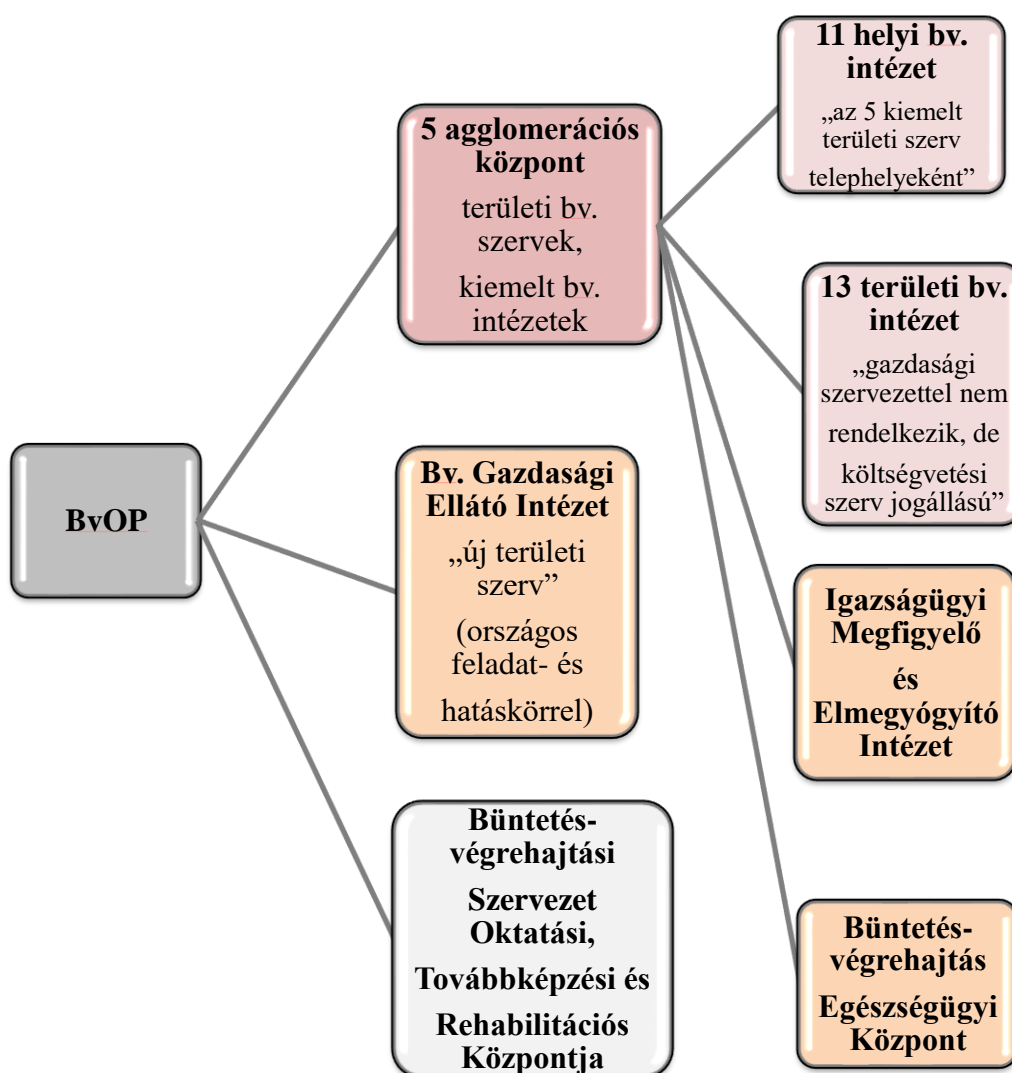 BvOP
5 agglomerációs
központ
területi bv.
szervek,
kiemelt bv.
intézetek
Bv. Gazdasági
Ellátó Intézet
„új területi
szerv”
(országos
feladat- és
hatáskörrel)
Büntetés-
végrehajtási
Szervezet
Oktatási,
Továbbképzési és
Rehabilitációs
Központja
11 helyi bv.
intézet
„az 5 kiemelt
területi szerv
telephelyeként”
13 területi bv.
intézet
„gazdasági
szervezettel nem
rendelkezik, de
költségvetési
szerv jogállású”
Igazságügyi
Megfigyelő
és
Elmegyógyító
Intézet
Büntetés-
végrehajtás
Egészségügyi
Központ